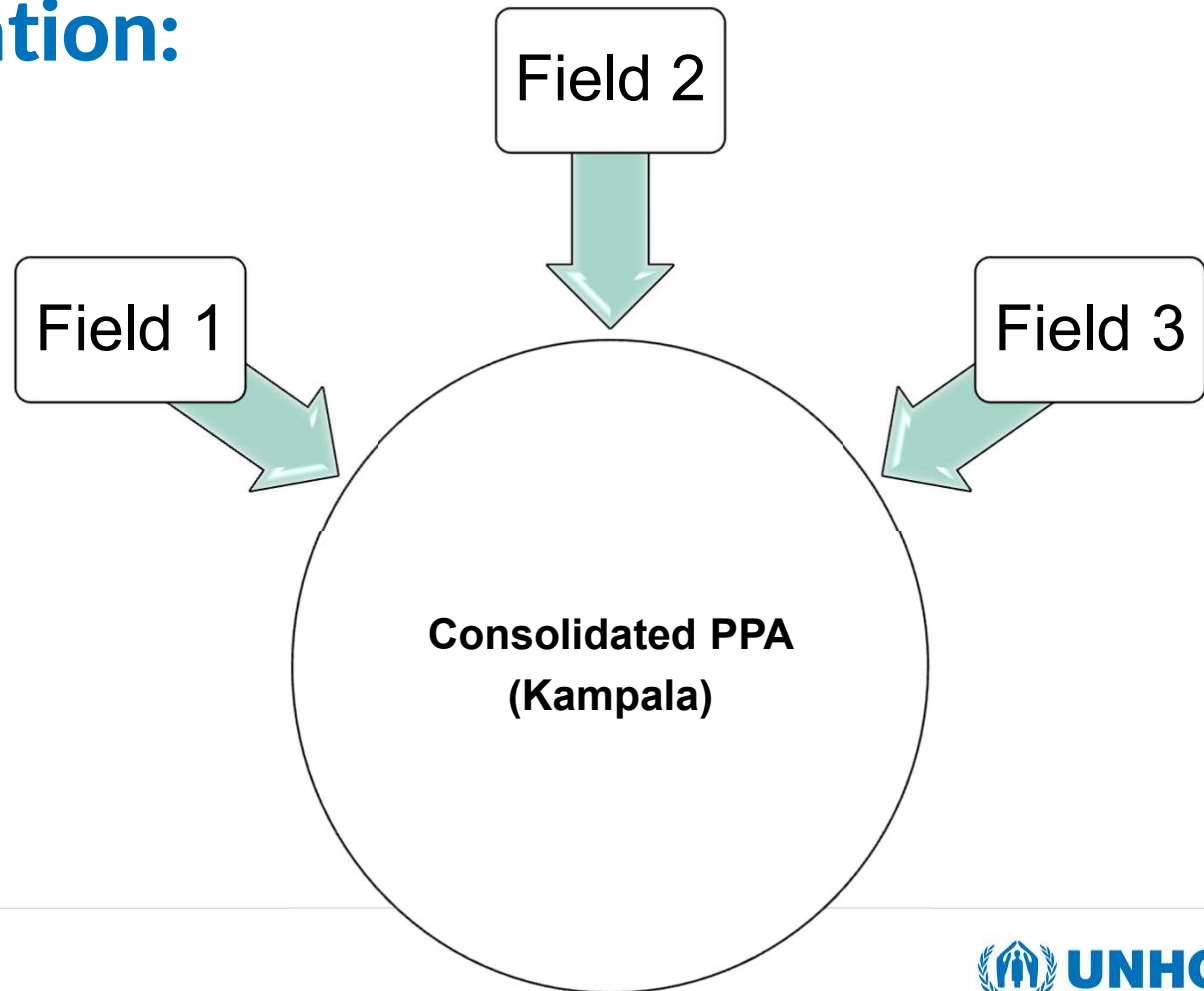 ation:
Field 2
Field 1
Field 3
Consolidated PPA
(Kampala)
UNHC